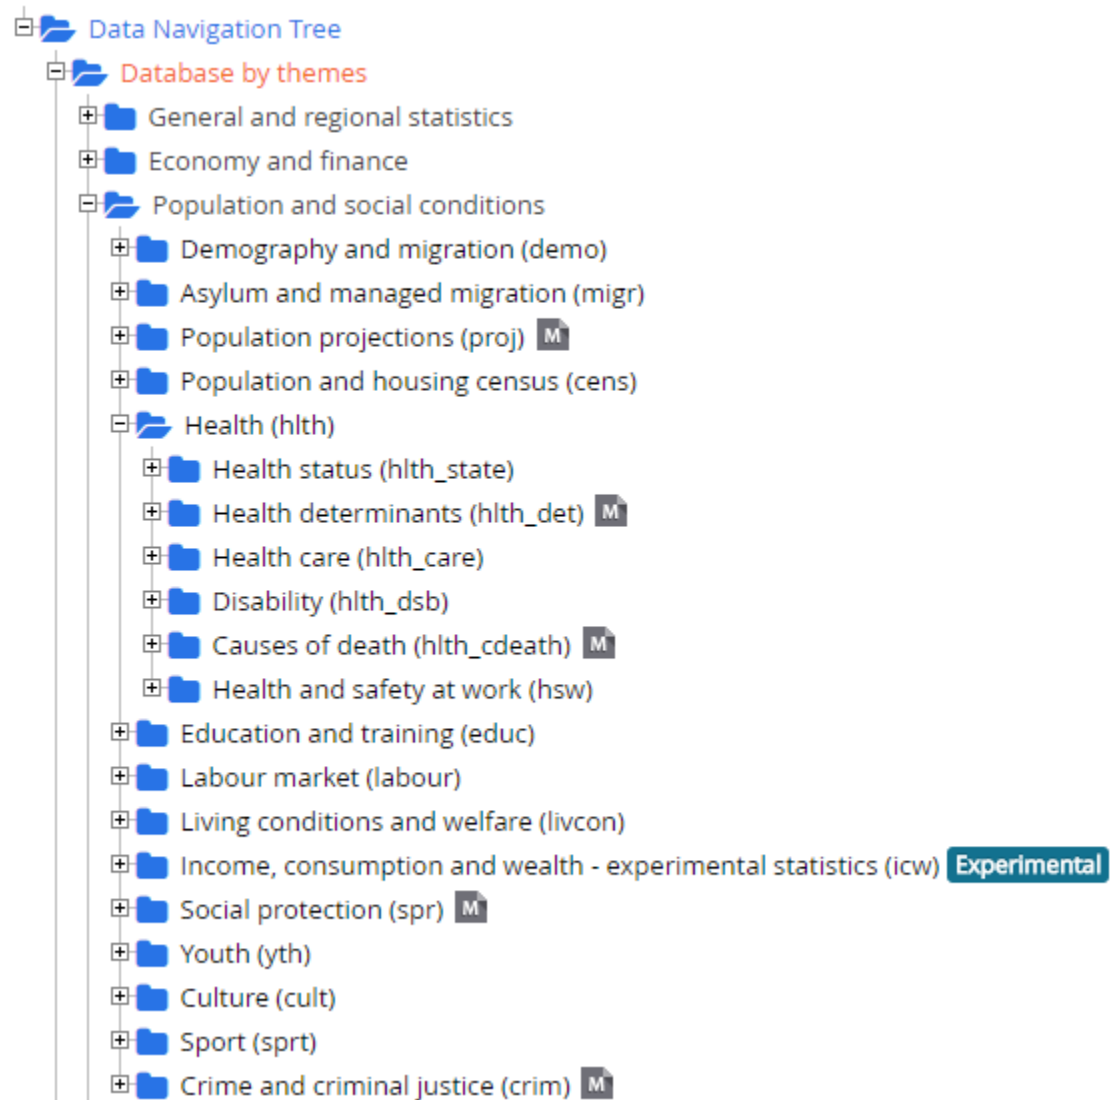 Data Navigation Tree
Database by themes
General and regional statistics
Economy and finance
Population and social conditions
Demography and migration (demo)
Asylum and managed migration (migr)
Population projections (proj) M
Population and housing census (cens)
Health (hlth)
Health status (hlth_state)
Health determinants (hlth_det) M
Health care (hlth_care)
Disability (hlth_dsb)
Causes of death (hlth_cdeath) M
Health and safety at work (hsw)
Education and training (educ)
Labour market (labour)
Living conditions and welfare (livcon)
Income, consumption and wealth - experimental statistics (icw) Experimental
Social protection (spr) M
Youth (yth)
Culture (cult)
Sport (sprt)
Crime and criminal justice (crim) M